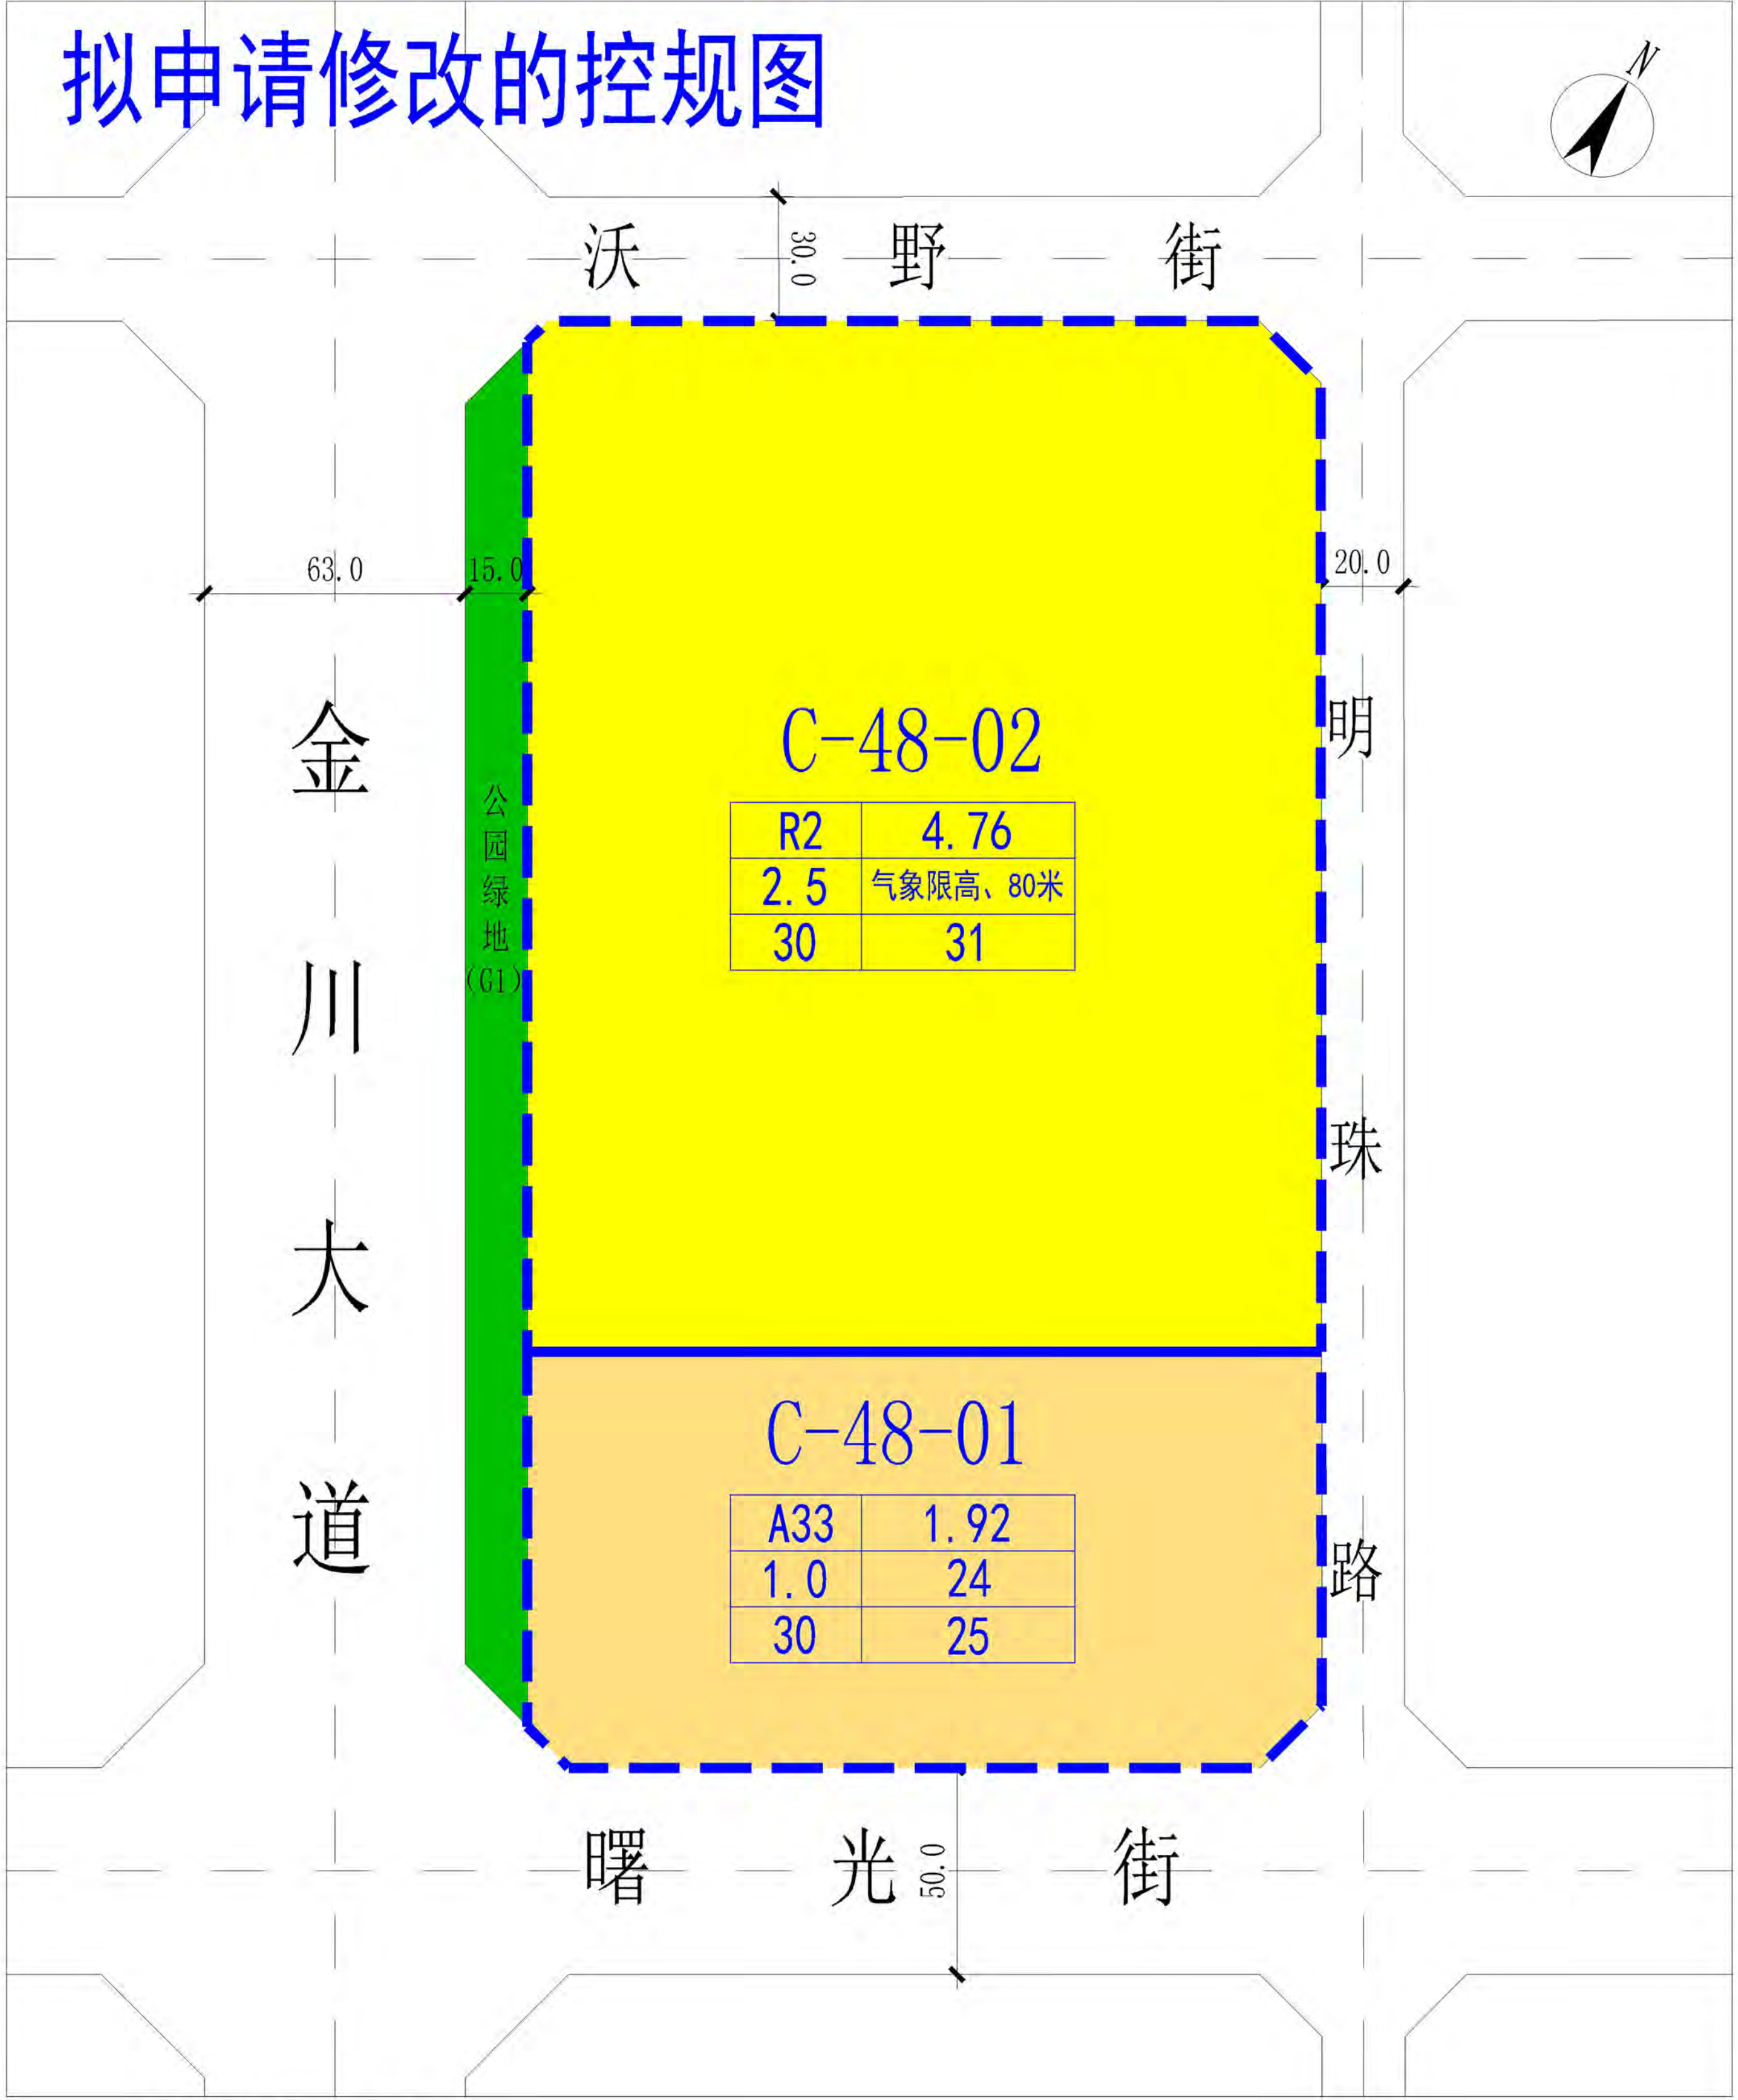 拟申请修改的控规图
N
沃野街
30.0
63.0
15.0
20.0
金川大道
公园绿地
(G1)
明珠路
C-48-02
R2 4.76
2.5 气象限高、80米
30 31
C-48-01
A33 1.92
1.0 24
30 25
曙光街
50.0